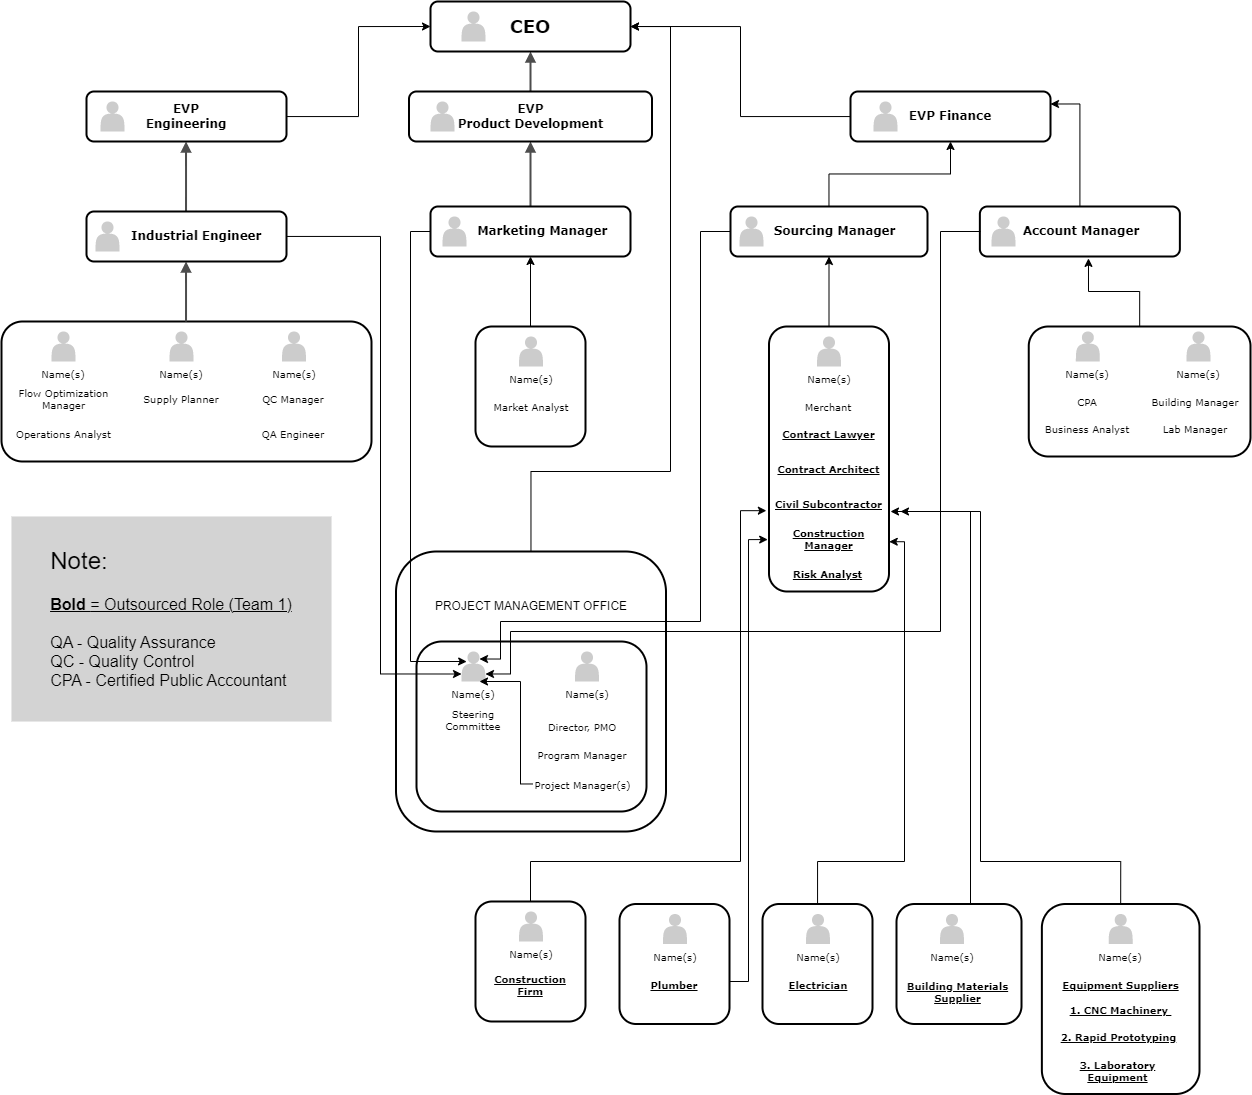 CEO
EVP
Engineering
EVP
Product Development
EVP Finance
Industrial Engineer
Marketing Manager
Sourcing Manager
Account Manager
Name(s)
Flow Optimization
Manager
Operations Analyst
Name(s)
Supply Planner
Name(s)
QC Manager
QA Engineer
Name(s)
Market Analyst
Name(s)
Merchant
Contract Lawyer
Contract Architect
Civil Subcontractor
Construction
Manager
Risk Analyst
Name(s)
CPA
Business Analyst
Name(s)
Building Manager
Lab Manager
Note:
Bold = Outsourced Role (Team 1)
QA - Quality Assurance
QC - Quality Control
CPA - Certified Public Accountant
PROJECT MANAGEMENT OFFICE
Name(s)
Steering
Committee
Name(s)
Director, PMO
Program Manager
Project Manager(s)
Name(s)
Construction
Firm
Name(s)
Plumber
Name(s)
Electrician
Name(s)
Building Materials
Supplier
Name(s)
Equipment Suppliers
1. CNC Machinery
2. Rapid Prototyping
3. Laboratory
Equipment